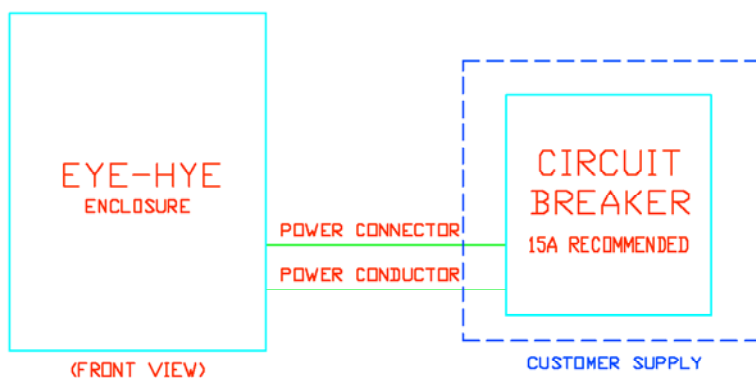 EYE-HYE
ENCLOSURE
(FRONT VIEW)
POWER CONNECTOR
POWER CONDUCTOR
CIRCUIT
BREAKER
15A RECOMMENDED
CUSTOMER SUPPLY